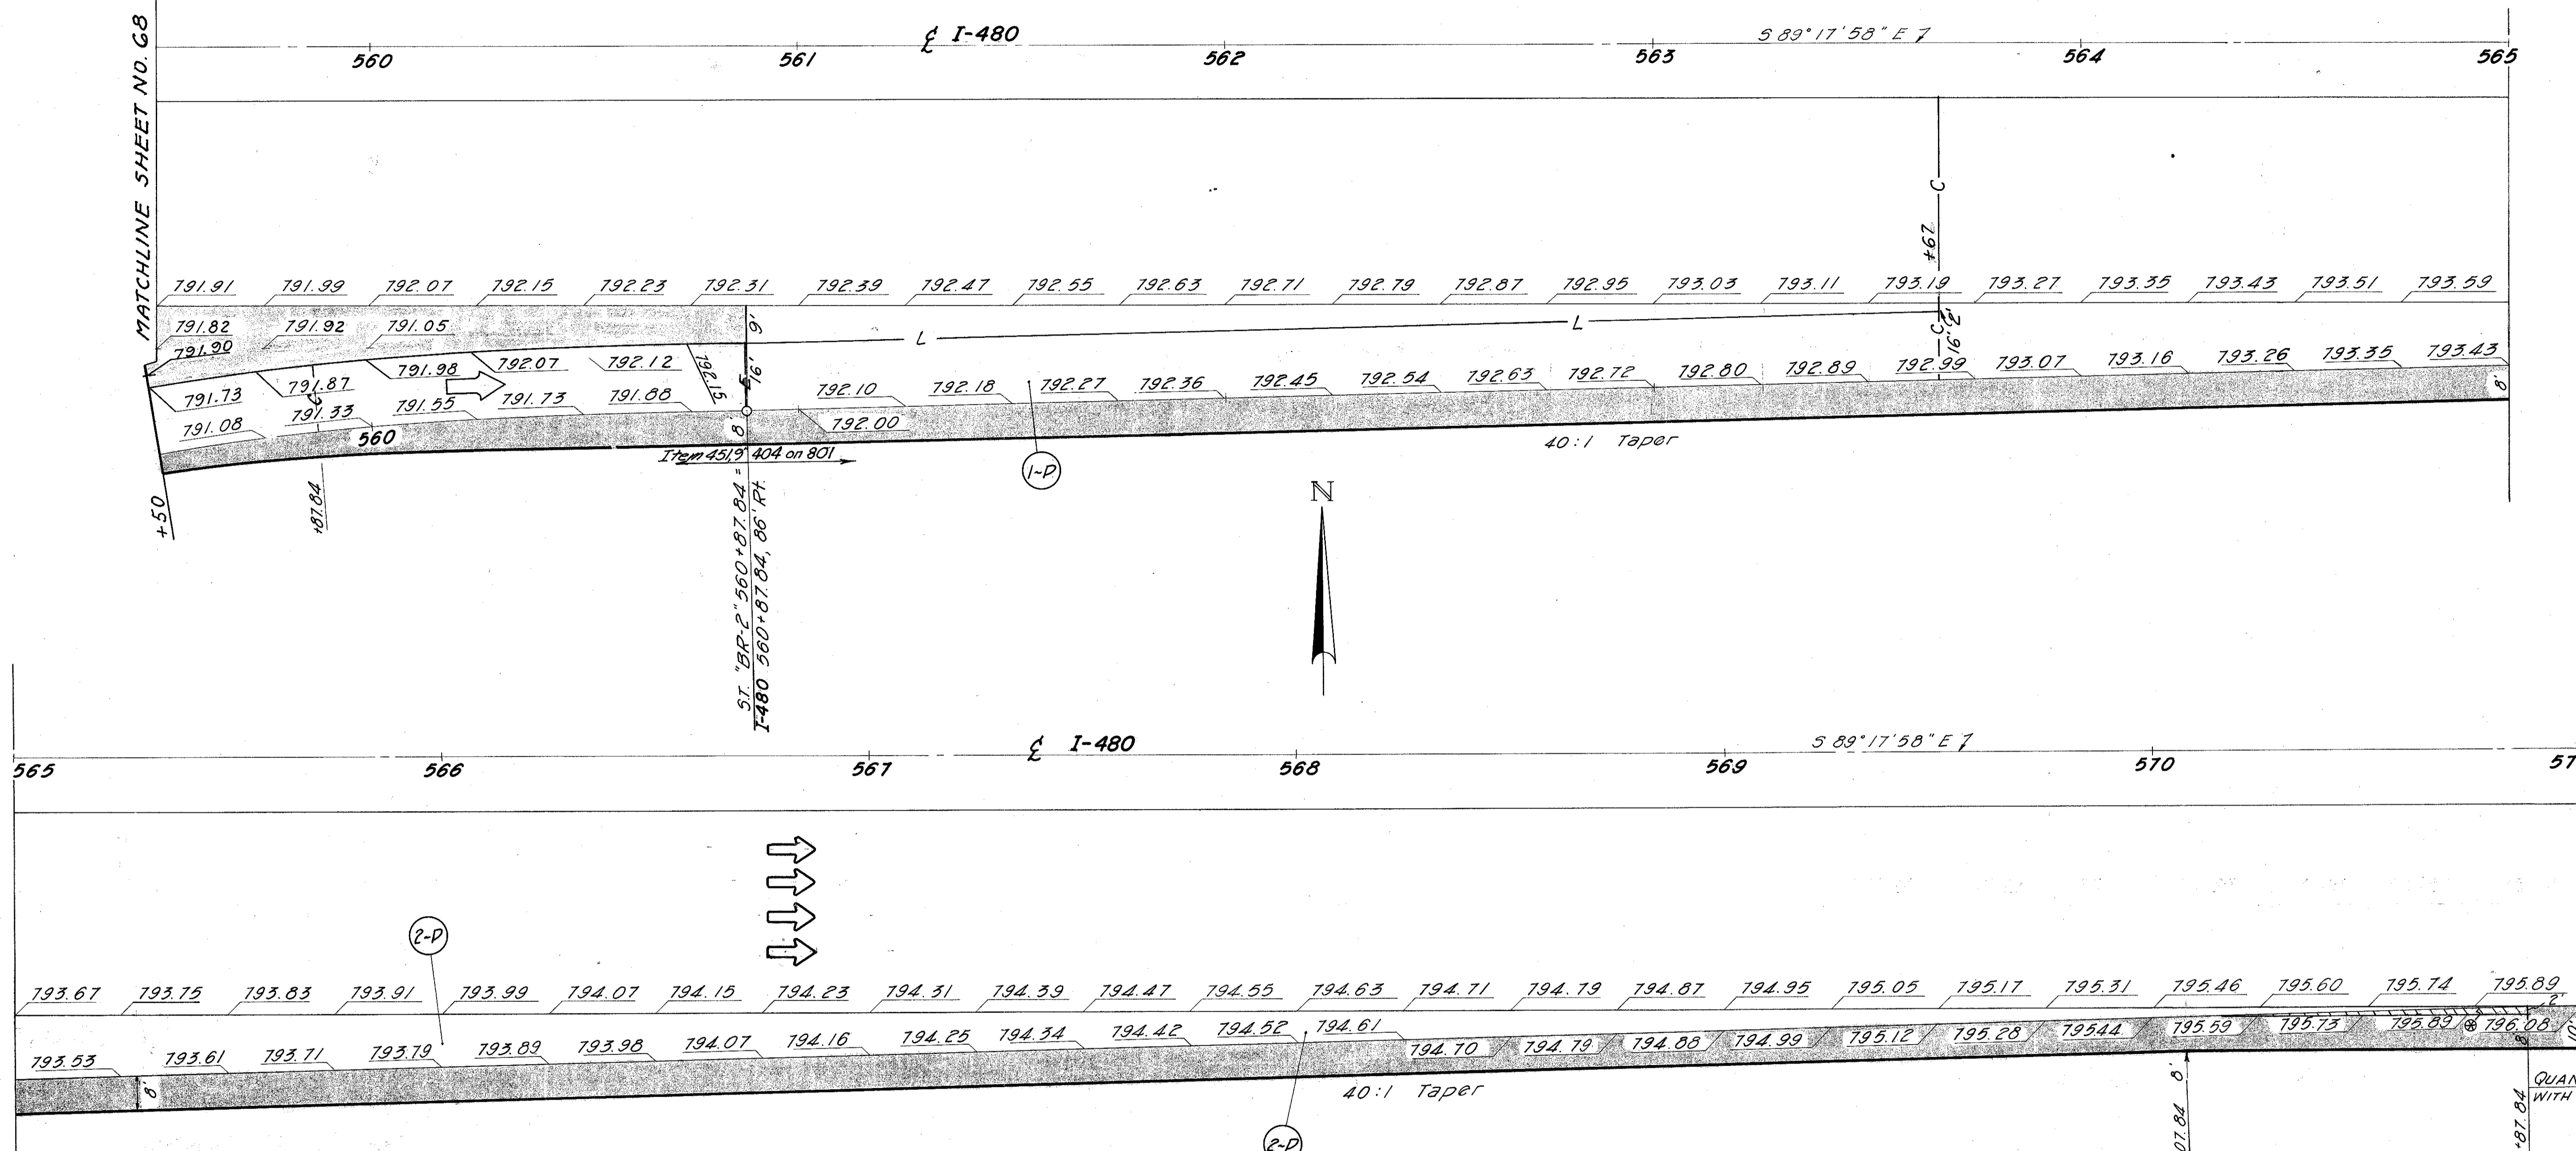 MATCHLINE SHEET NO. 68
℄ I-480
S 89°17'58" E
560 561 562 563 564 565
+67
791.91 791.99 792.07 792.15 792.23 792.31 792.39 792.47 792.55 792.63 792.71 792.79 792.87 792.95 793.03 793.11 793.19 793.27 793.35 793.43 793.51 793.59
791.82 791.92 791.05
791.90
9'
L L
C
C
2'
16'
791.73 791.87 791.98 792.07 792.12 792.15
C
E
16'
791.08 791.33 791.55 791.73 791.88
792.00 792.10 792.18 792.27 792.36 792.45 792.54 792.63 792.72 792.80 792.89 792.99 793.07 793.16 793.26 793.35 793.43
8'
8'
560
Item 451,9" 404 on 801
40:1 Taper
1-D
+50
+87.84
S.T. "BR-2" 560+87.84 =
I-480 560+87.84, 86' Rt.
N
℄ I-480
S 89°17'58" E
565 566 567 568 569 570 57
2-D
793.67 793.75 793.83 793.91 793.99 794.07 794.15 794.23 794.31 794.39 794.47 794.55 794.63 794.71 794.79 794.87 794.95 795.05 795.17 795.31 795.46 795.60 795.74 795.89
2'
793.53 793.61 793.71 793.79 793.89 793.98 794.07 794.16 794.25 794.34 794.42 794.52 794.61 794.70 794.79 794.88 794.99 795.12 795.28 795.44 795.59 795.73 795.89 796.08
8'
8'
8'
10'
40:1 Taper
2-D
07.84
+87.84
QUAN
WITH